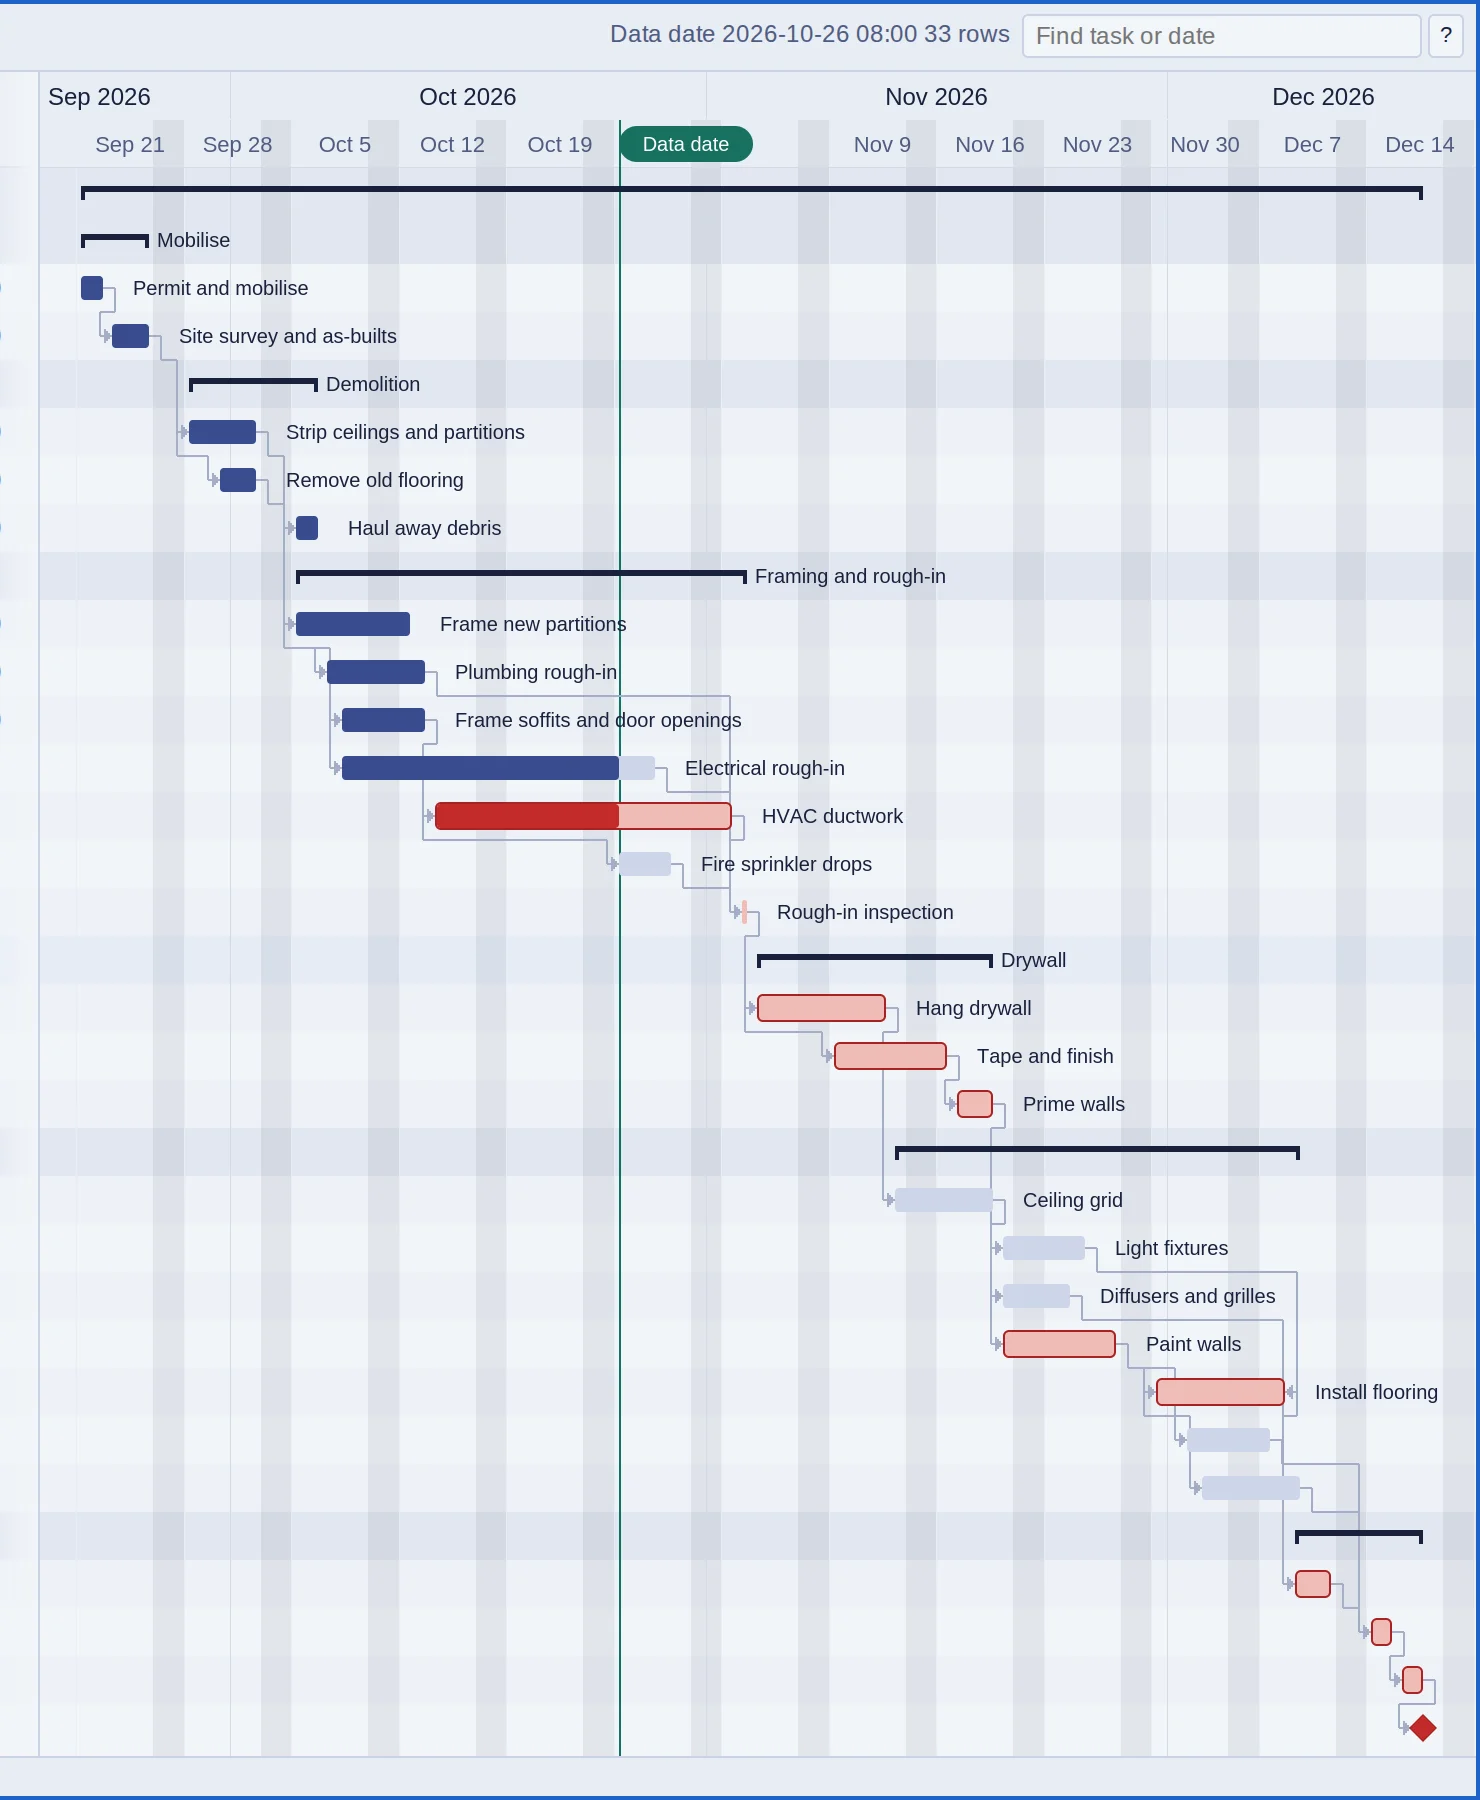 Data date 2026-10-26 08:00 33 rows
Find task or date
?
Sep 2026
Oct 2026
Nov 2026
Dec 2026
Sep 21
Sep 28
Oct 5
Oct 12
Oct 19
Data date
Nov 9
Nov 16
Nov 23
Nov 30
Dec 7
Dec 14
Mobilise
Permit and mobilise
Site survey and as-builts
Demolition
Strip ceilings and partitions
Remove old flooring
Haul away debris
Framing and rough-in
Frame new partitions
Plumbing rough-in
Frame soffits and door openings
Electrical rough-in
HVAC ductwork
Fire sprinkler drops
Rough-in inspection
Drywall
Hang drywall
Tape and finish
Prime walls
Ceiling grid
Light fixtures
Diffusers and grilles
Paint walls
Install flooring